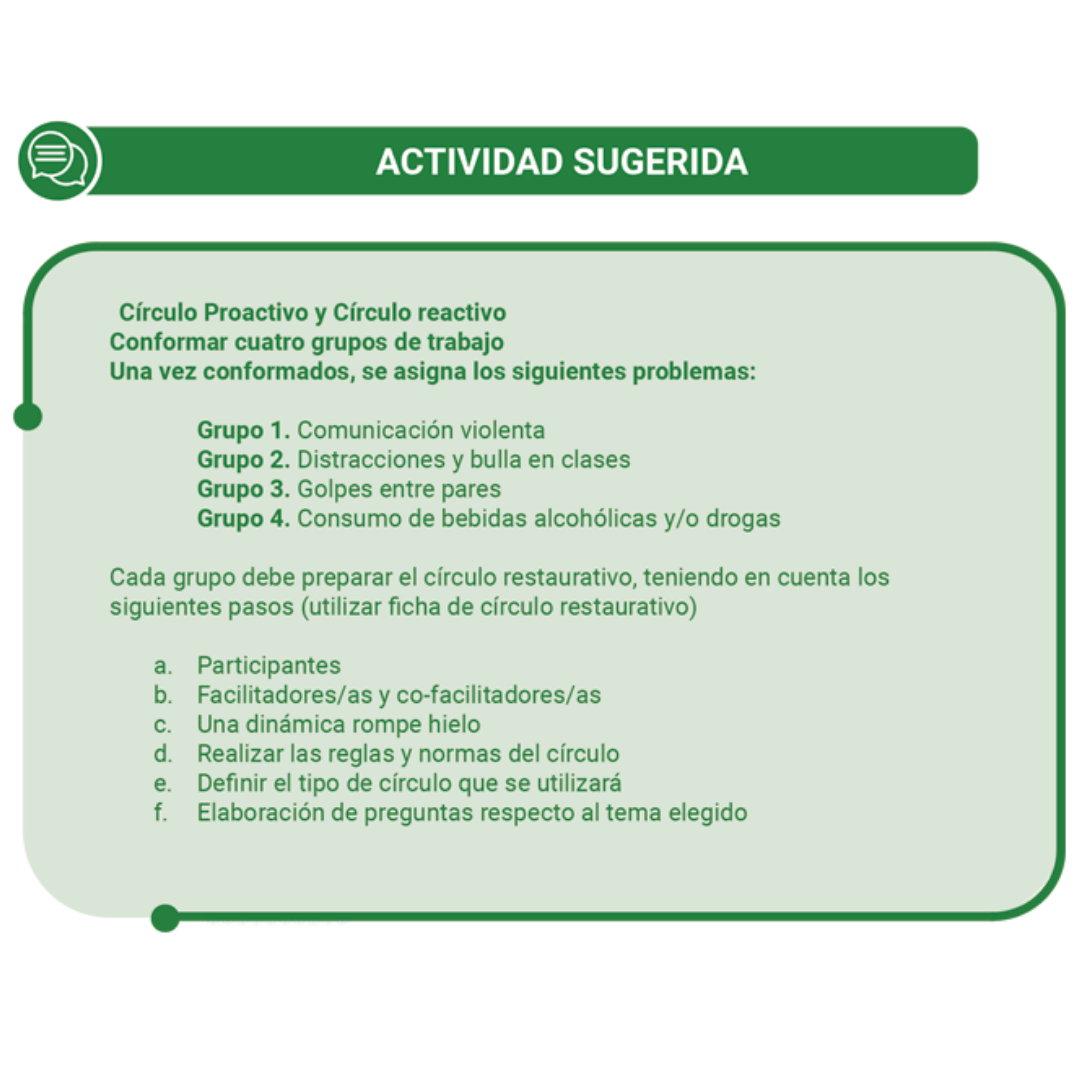 ACTIVIDAD SUGERIDA
Círculo Proactivo y Círculo reactivo
Conformar cuatro grupos de trabajo
Una vez conformados, se asigna los siguientes problemas:
Grupo 1. Comunicación violenta
Grupo 2. Distracciones y bulla en clases
Grupo 3. Golpes entre pares
Grupo 4. Consumo de bebidas alcohólicas y/o drogas
Cada grupo debe preparar el círculo restaurativo, teniendo en cuenta los
siguientes pasos (utilizar ficha de círculo restaurativo)
a. Participantes
b. Facilitadores/as y co-facilitadores/as
c. Una dinámica rompe hielo
d. Realizar las reglas y normas del círculo
e. Definir el tipo de círculo que se utilizará
f. Elaboración de preguntas respecto al tema elegido